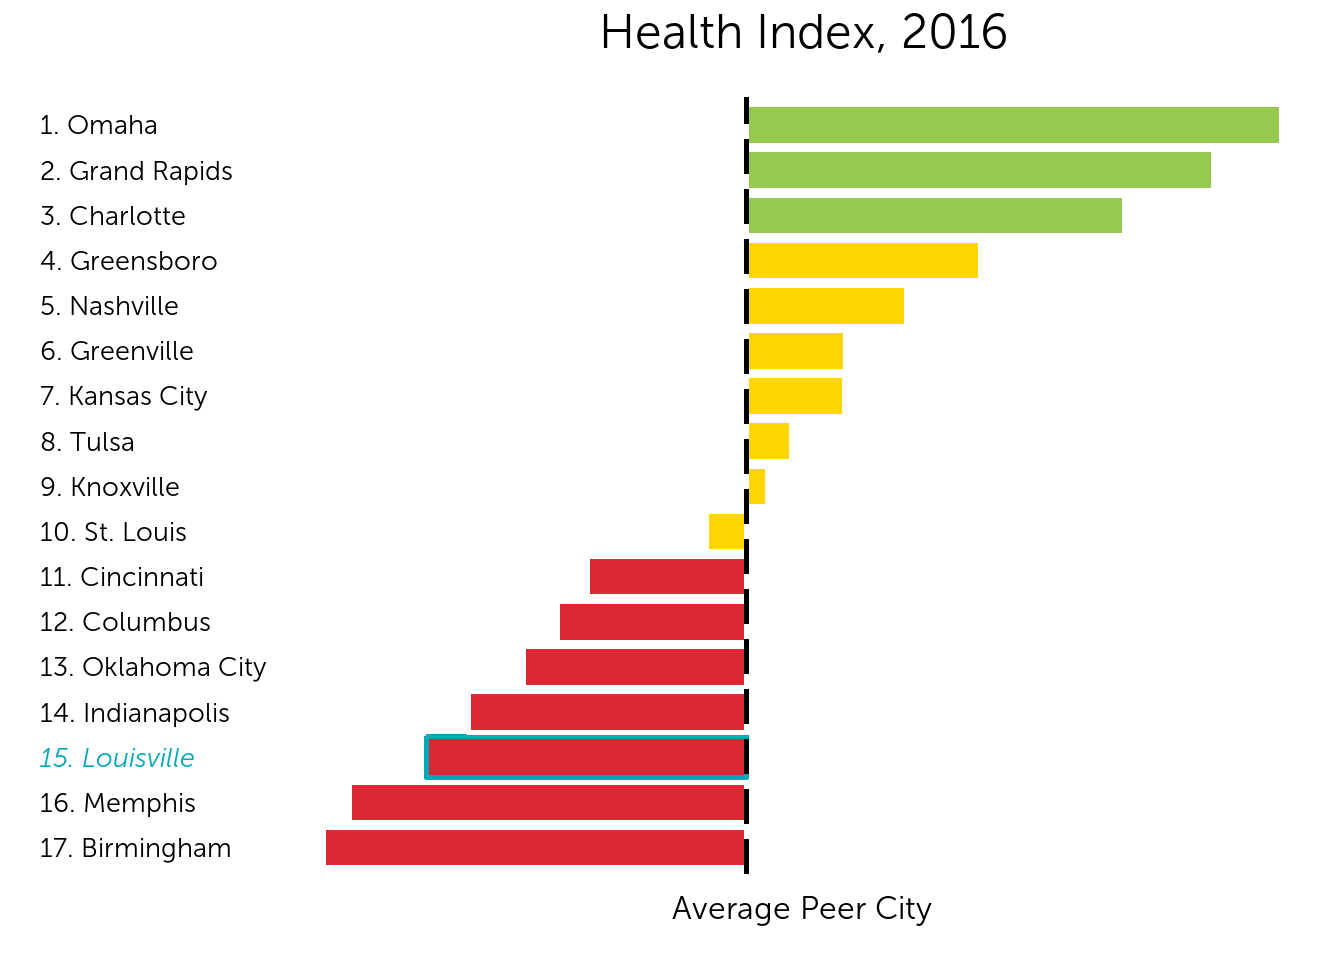 Health Index, 2016
1. Omaha
2. Grand Rapids
3. Charlotte
4. Greensboro
5. Nashville
6. Greenville
7. Kansas City
8. Tulsa
9. Knoxville
10. St. Louis
11. Cincinnati
12. Columbus
13. Oklahoma City
14. Indianapolis
15. Louisville
16. Memphis
17. Birmingham
Average Peer City